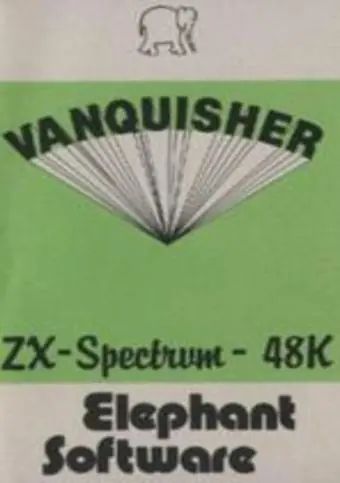 VANQUISHER
ZX-Spectrum - 48K
Elephant
Software